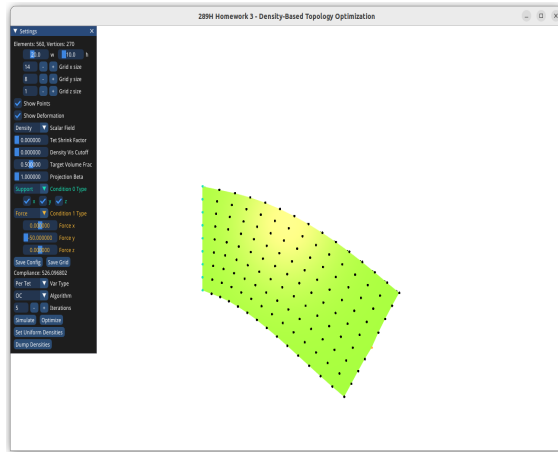 289H Homework 3 - Density-Based Topology Optimization
Settings
Elements: 560, Vertices: 270
w h
14 - + Grid x size
8 - + Grid y size
1 - + Grid z size
Show Points
Show Deformation
Density Scalar Field
0.000000 Tet Shrink Factor
0.000000 Density Vis Cutoff
Target Volume Frac
1.000000 Projection Beta
Support Condition 0 Type
x y z
Force Condition 1 Type
Force x
-50.000000 Force y
Force z
Save Config Save Grid
Compliance: 526.096802
Per Tet Var Type
OC Algorithm
5 - + Iterations
Simulate Optimize
Set Uniform Densities
Dump Densities